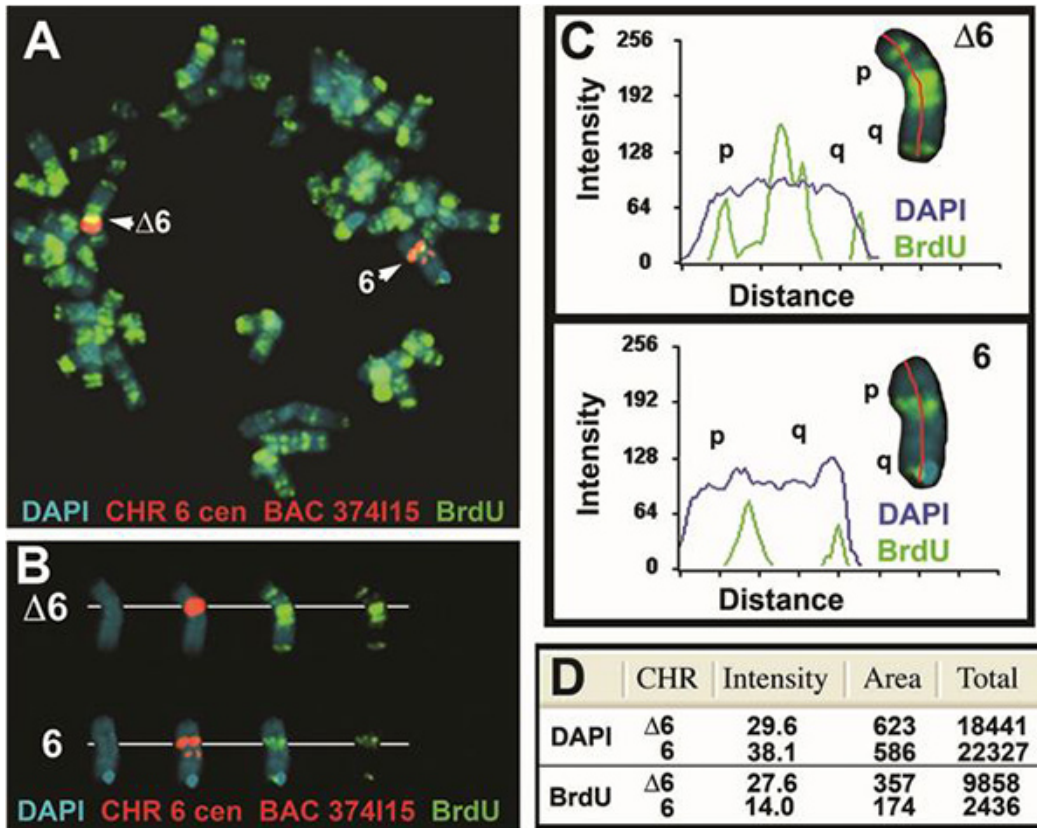 A
Δ6
6
DAPI CHR 6 cen BAC 374I15 BrdU
B
Δ6
6
DAPI CHR 6 cen BAC 374I15 BrdU
C
Δ6
256
192
128
64
0
Intensity
p
q
p
q
DAPI
BrdU
Distance
6
256
192
128
64
0
Intensity
p
q
p
q
DAPI
BrdU
Distance
D CHR Intensity Area Total
DAPI Δ6 29.6 623 18441
6 38.1 586 22327
BrdU Δ6 27.6 357 9858
6 14.0 174 2436